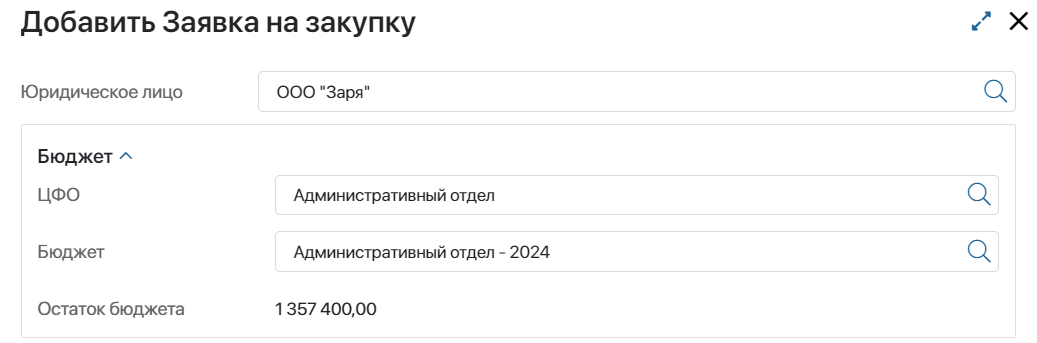 Добавить Заявка на закупку
Юридическое лицо ООО "Заря"
Бюджет
ЦФО Административный отдел
Бюджет Административный отдел - 2024
Остаток бюджета 1 357 400,00